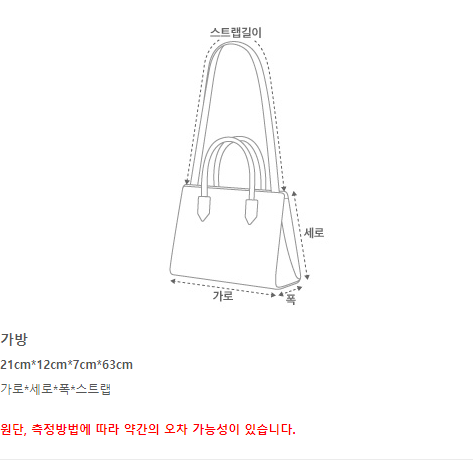 스트랩길이
세로
가로
폭
가방
21cm*12cm*7cm*63cm
가로*세로*폭*스트랩
원단, 측정방법에 따라 약간의 오차 가능성이 있습니다.